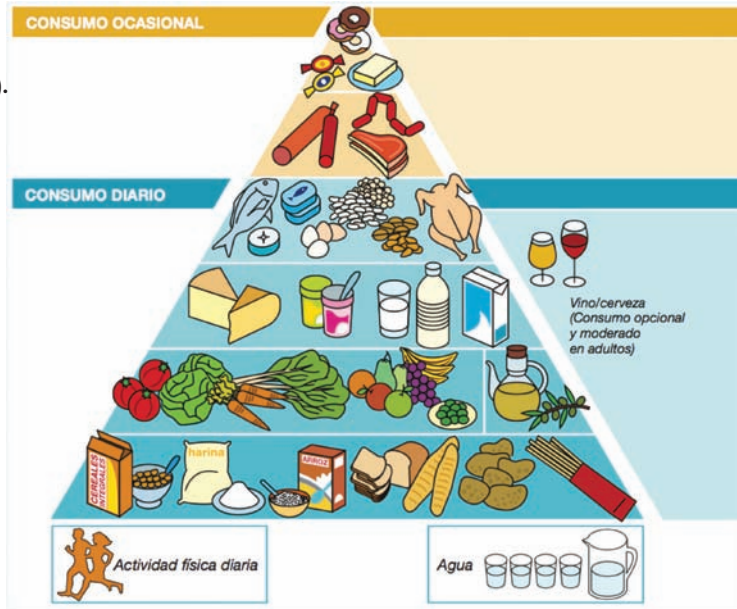 CONSUMO OCASIONAL
).
CONSUMO DIARIO
Vino/cerveza
(Consumo opcional
y moderado
en adultos)
CEREALES
INTEGRALES
harina
ARROZ
Actividad física diaria
Agua